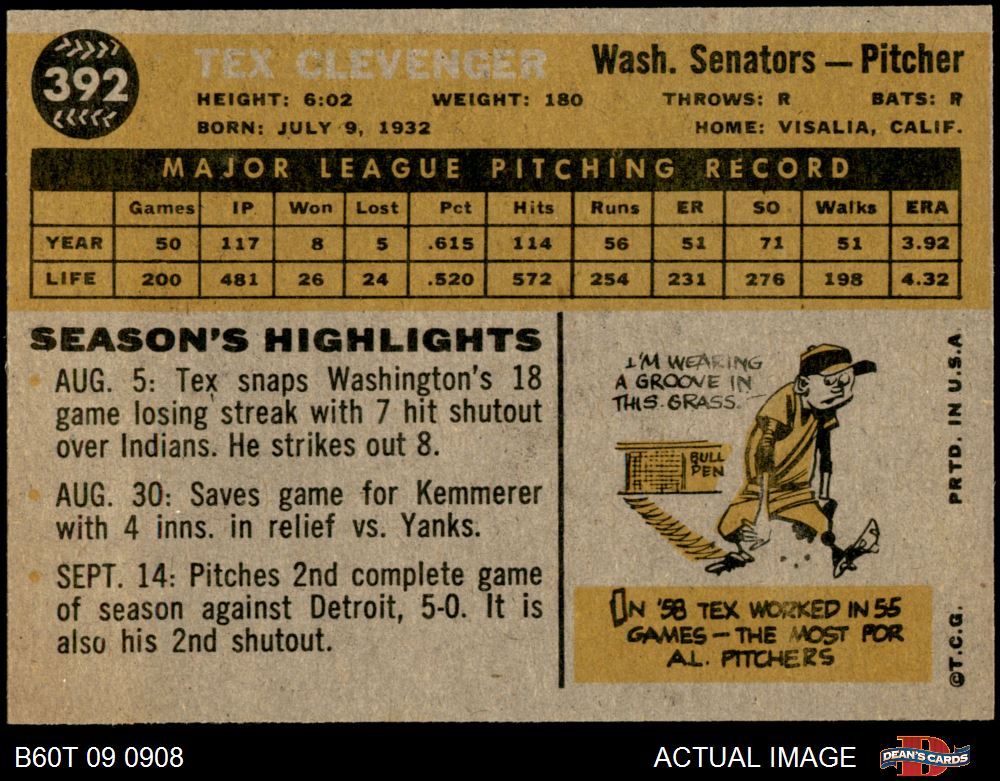 392
TEX CLEVENGER
Wash. Senators — Pitcher
HEIGHT: 6:02 WEIGHT: 180 THROWS: R BATS: R
BORN: JULY 9, 1932 HOME: VISALIA, CALIF.
MAJOR LEAGUE PITCHING RECORD
Games IP Won Lost Pct Hits Runs ER SO Walks ERA
YEAR 50 117 8 5 .615 114 56 51 71 51 3.92
LIFE 200 481 26 24 .520 572 254 231 276 198 4.32
SEASON'S HIGHLIGHTS
• AUG. 5: Tex snaps Washington's 18
game losing streak with 7 hit shutout
over Indians. He strikes out 8.
• AUG. 30: Saves game for Kemmerer
with 4 inns. in relief vs. Yanks.
• SEPT. 14: Pitches 2nd complete game
of season against Detroit, 5-0. It is
also his 2nd shutout.
I'M WEARING
A GROOVE IN
THIS GRASS.
BULL
PEN
IN '58 TEX WORKED IN 55
GAMES — THE MOST FOR
A.L. PITCHERS
©T.C.G. PRTD. IN U.S.A
B60T 09 0908
ACTUAL IMAGE
DEAN'S CARDS